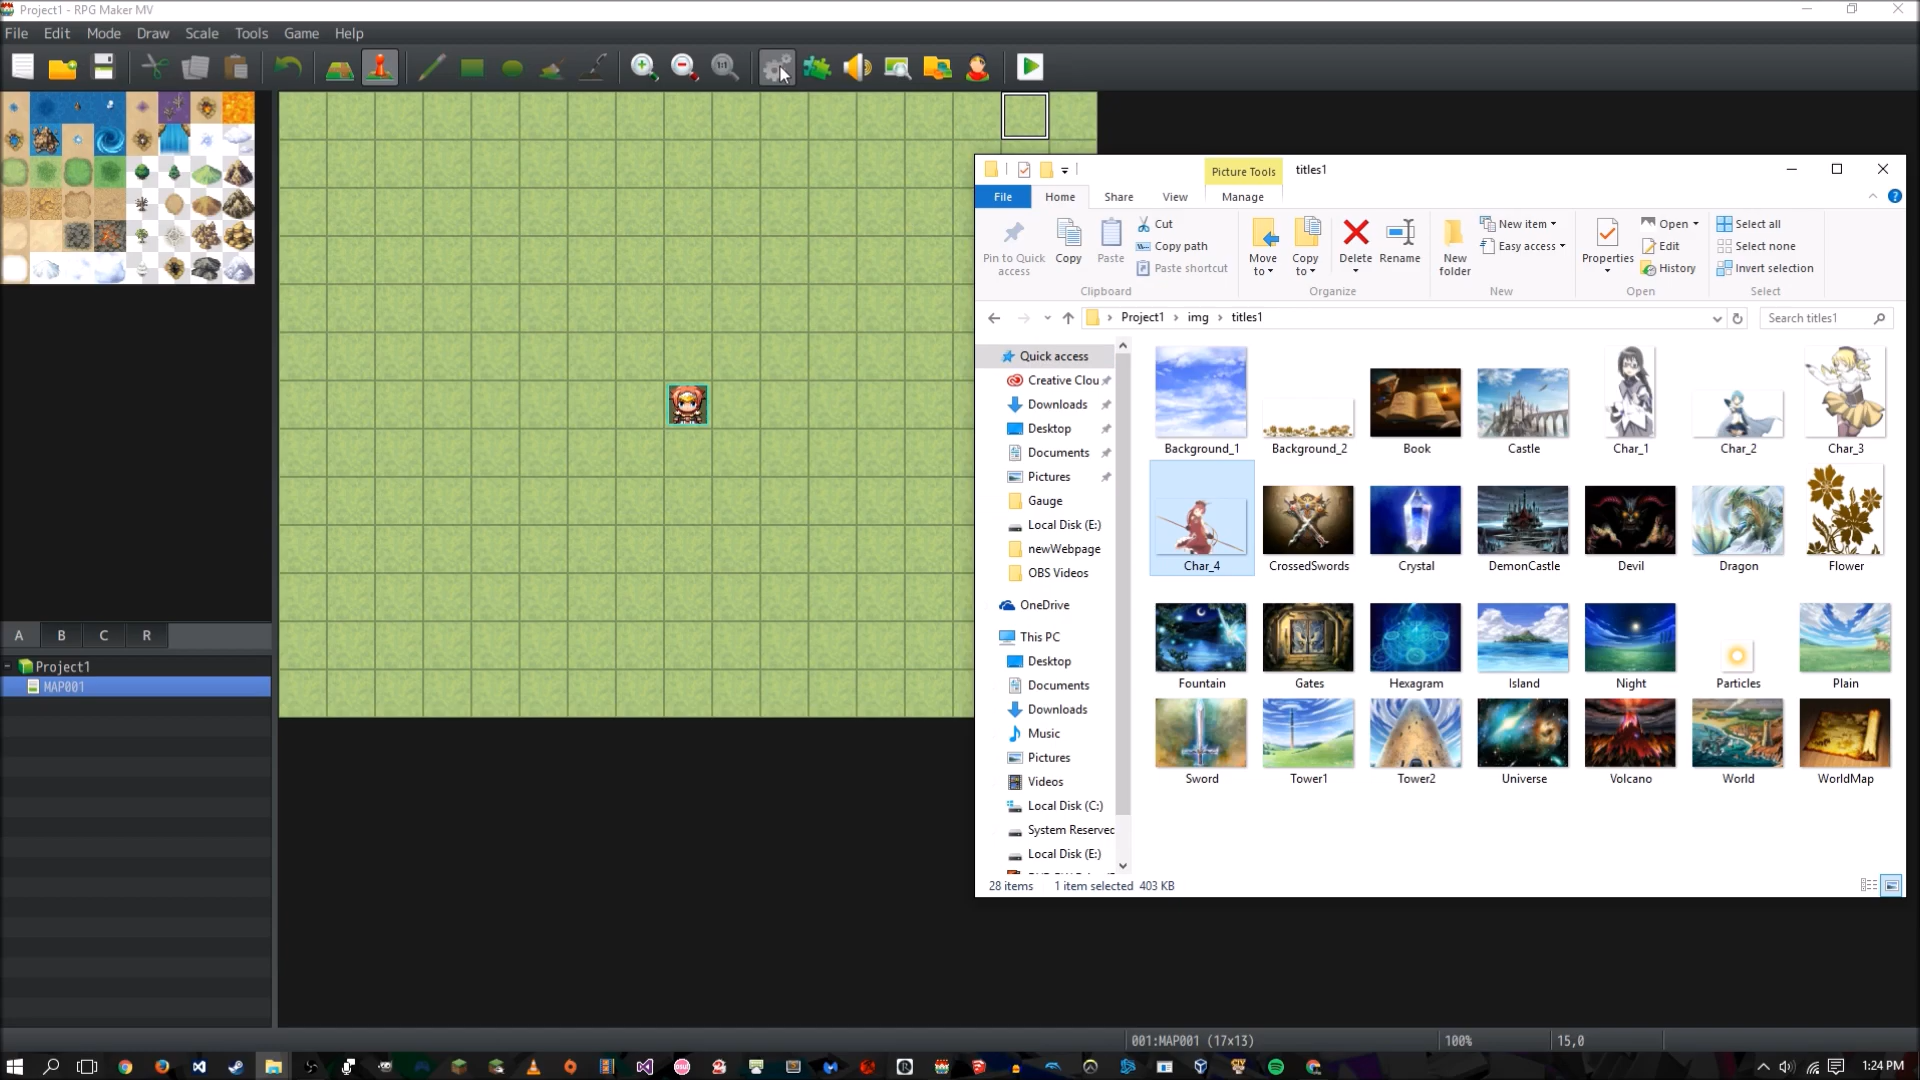 Project1 - RPG Maker MV
File Edit Mode Draw Scale Tools Game Help
1:1
A B C R
Project1
MAP001
Picture Tools titles1
File Home Share View Manage
Pin to Quick access
Copy
Paste
Cut
Copy path
Paste shortcut
Clipboard
Move to
Copy to
Delete
Rename
Organize
New folder
New item
Easy access
New
Properties
Open
Edit
History
Open
Select all
Select none
Invert selection
Select
Project1 img titles1
Search titles1
Quick access
Creative Clou
Downloads
Desktop
Documents
Pictures
Gauge
Local Disk (E:)
newWebpage
OBS Videos
OneDrive
This PC
Desktop
Documents
Downloads
Music
Pictures
Videos
Local Disk (C:)
System Reserved
Local Disk (E:)
Background_1 Background_2 Book Castle Char_1 Char_2 Char_3
Char_4 CrossedSwords Crystal DemonCastle Devil Dragon Flower
Fountain Gates Hexagram Island Night Particles Plain
Sword Tower1 Tower2 Universe Volcano World WorldMap
28 items 1 item selected 403 KB
001:MAP001 (17x13) 100% 15,0
1:24 PM